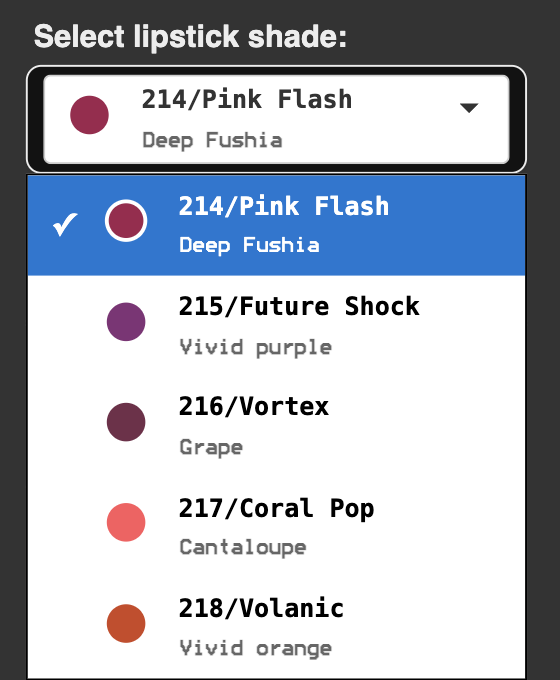 Select lipstick shade:
214/Pink Flash
Deep Fushia
214/Pink Flash
Deep Fushia
215/Future Shock
Vivid purple
216/Vortex
Grape
217/Coral Pop
Cantaloupe
218/Volanic
Vivid orange